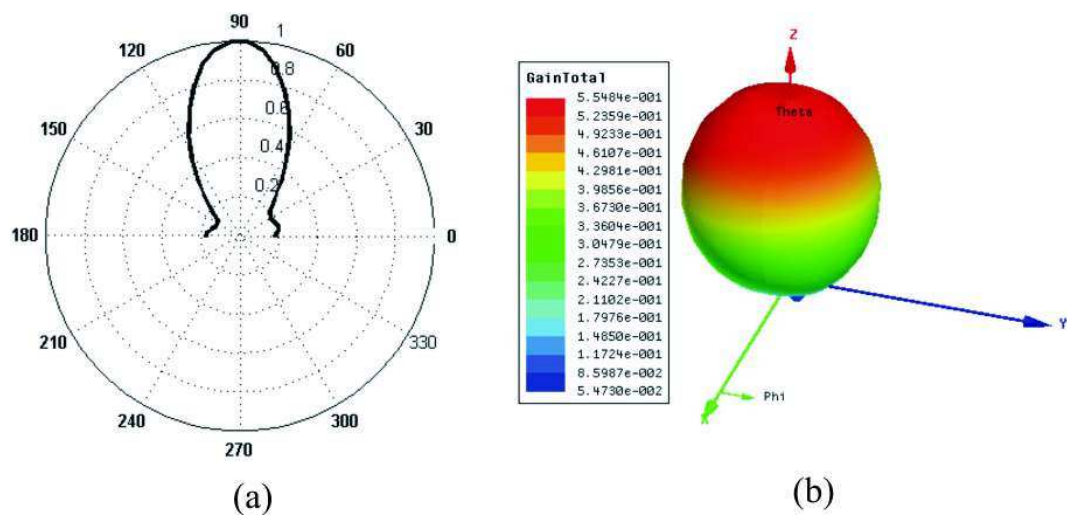 90
1
120
60
0.8
0.6
150
30
0.4
0.2
180
0
210
330
240
300
270
(a)
GainTotal
5.5484e-001
5.2359e-001
4.9233e-001
4.6107e-001
4.2981e-001
3.9856e-001
3.6730e-001
3.3604e-001
3.0479e-001
2.7353e-001
2.4227e-001
2.1102e-001
1.7976e-001
1.4850e-001
1.1724e-001
8.5987e-002
5.4730e-002
Z
Theta
Y
Phi
X
(b)